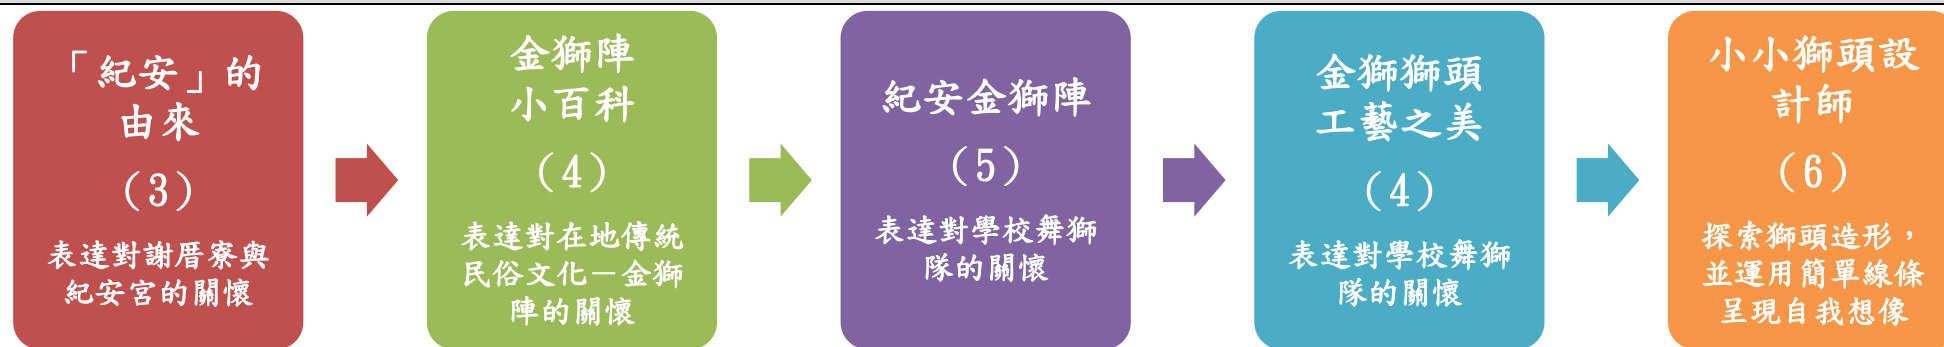 「紀安」的
由來
（3）
表達對謝厝寮與
紀安宮的關懷
金獅陣
小百科
（4）
表達對在地傳統
民俗文化－金獅
陣的關懷
紀安金獅陣
（5）
表達對學校舞獅
隊的關懷
金獅獅頭
工藝之美
（4）
表達對學校舞獅
隊的關懷
小小獅頭設
計師
（6）
探索獅頭造形，
並運用簡單線條
呈現自我想像